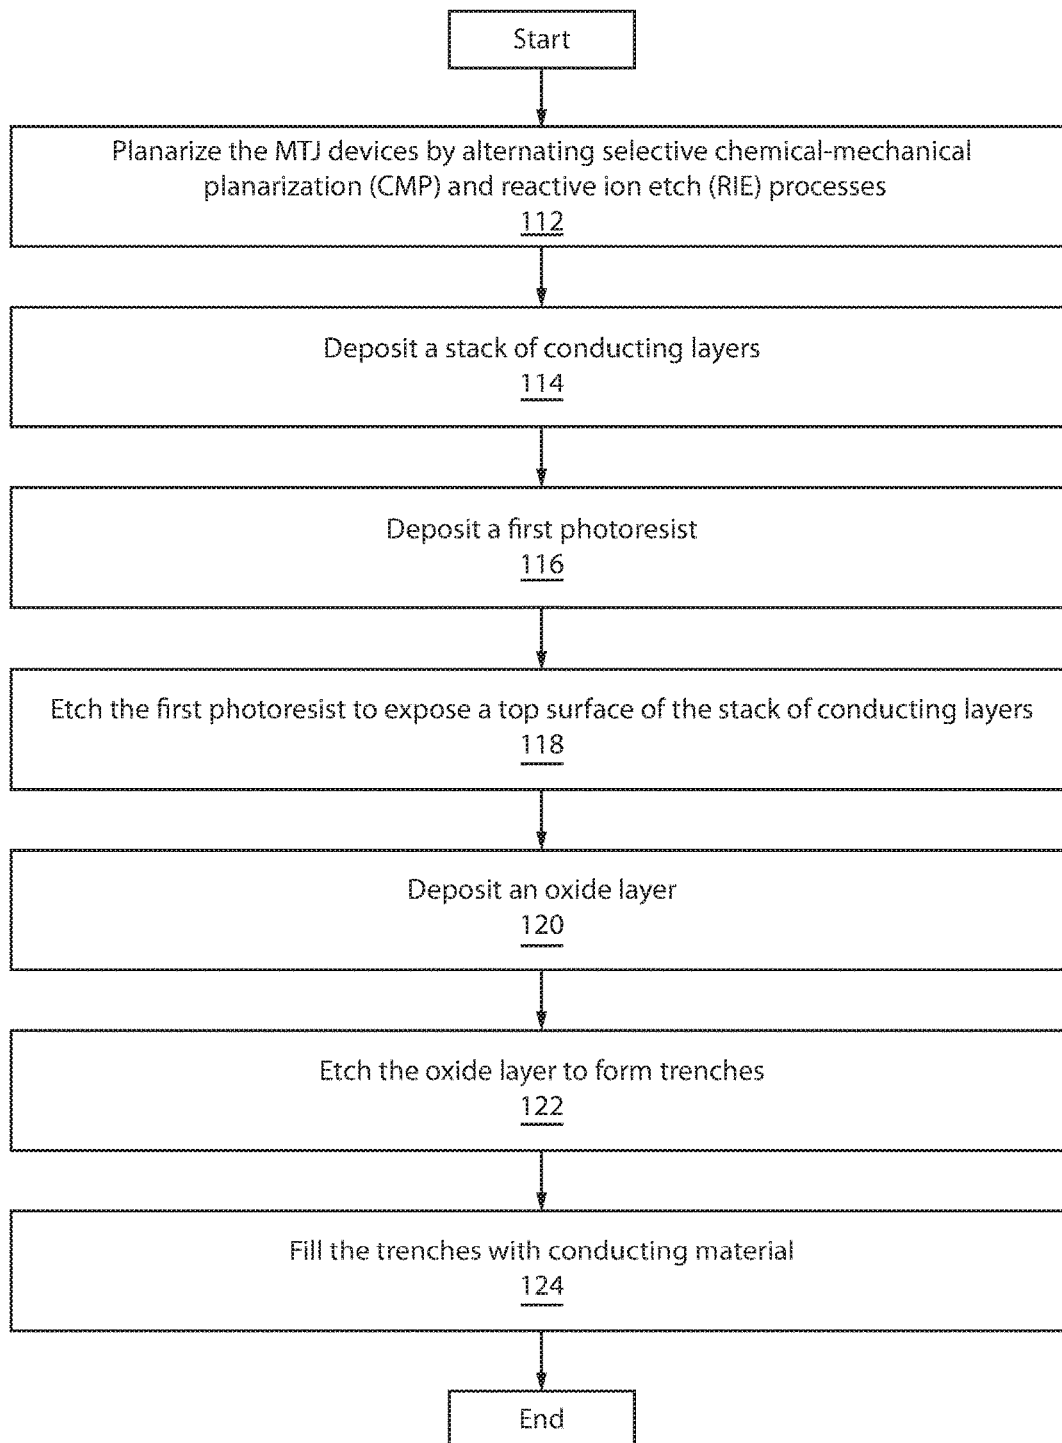 Start
Planarize the MTJ devices by alternating selective chemical-mechanical
planarization (CMP) and reactive ion etch (RIE) processes
112
Deposit a stack of conducting layers
114
Deposit a first photoresist
116
Etch the first photoresist to expose a top surface of the stack of conducting layers
118
Deposit an oxide layer
120
Etch the oxide layer to form trenches
122
Fill the trenches with conducting material
124
End